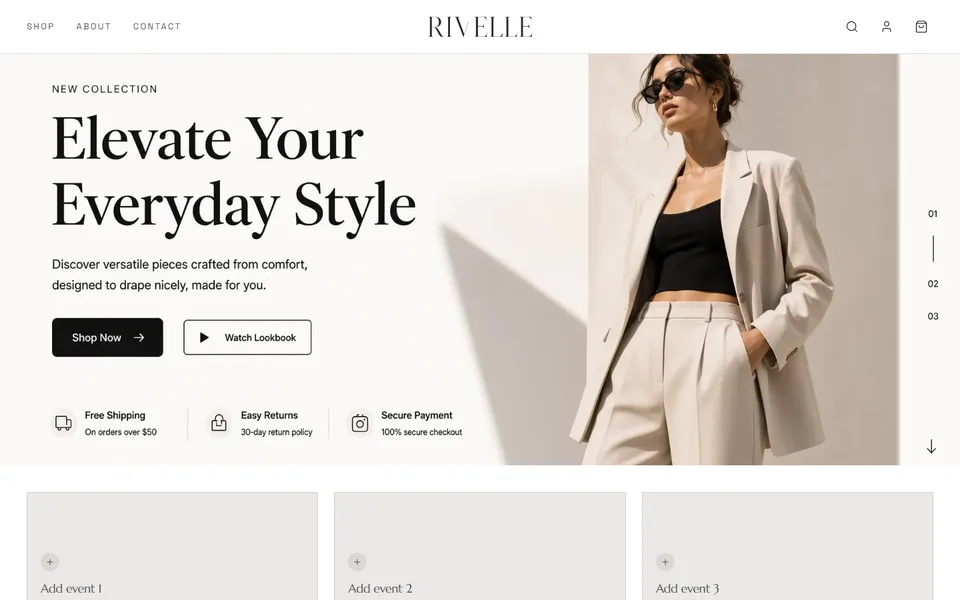 SHOP ABOUT CONTACT
RIVELLE
NEW COLLECTION
Elevate Your
Everyday Style
Discover versatile pieces crafted from comfort,
designed to drape nicely, made for you.
Shop Now
Watch Lookbook
Free Shipping
On orders over $50
Easy Returns
30-day return policy
Secure Payment
100% secure checkout
01
02
03
Add event 1
Add event 2
Add event 3